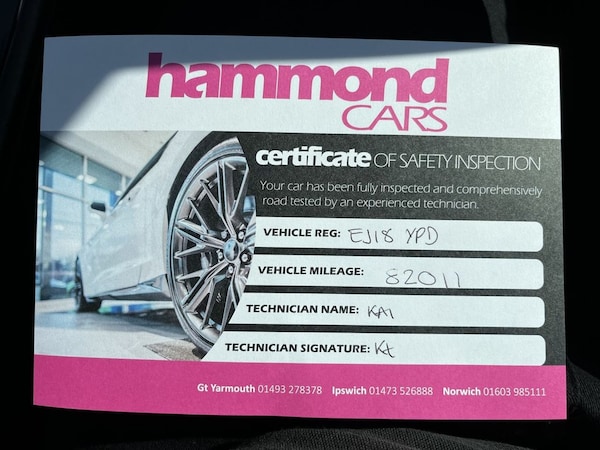 hammond
CARS
certificate OF SAFETY INSPECTION
Your car has been fully inspected and comprehensively
road tested by an experienced technician.
VEHICLE REG: EJ18 YPD
VEHICLE MILEAGE: 82011
TECHNICIAN NAME: KAI
TECHNICIAN SIGNATURE:
Gt Yarmouth 01493 278378 Ipswich 01473 526888 Norwich 01603 985111